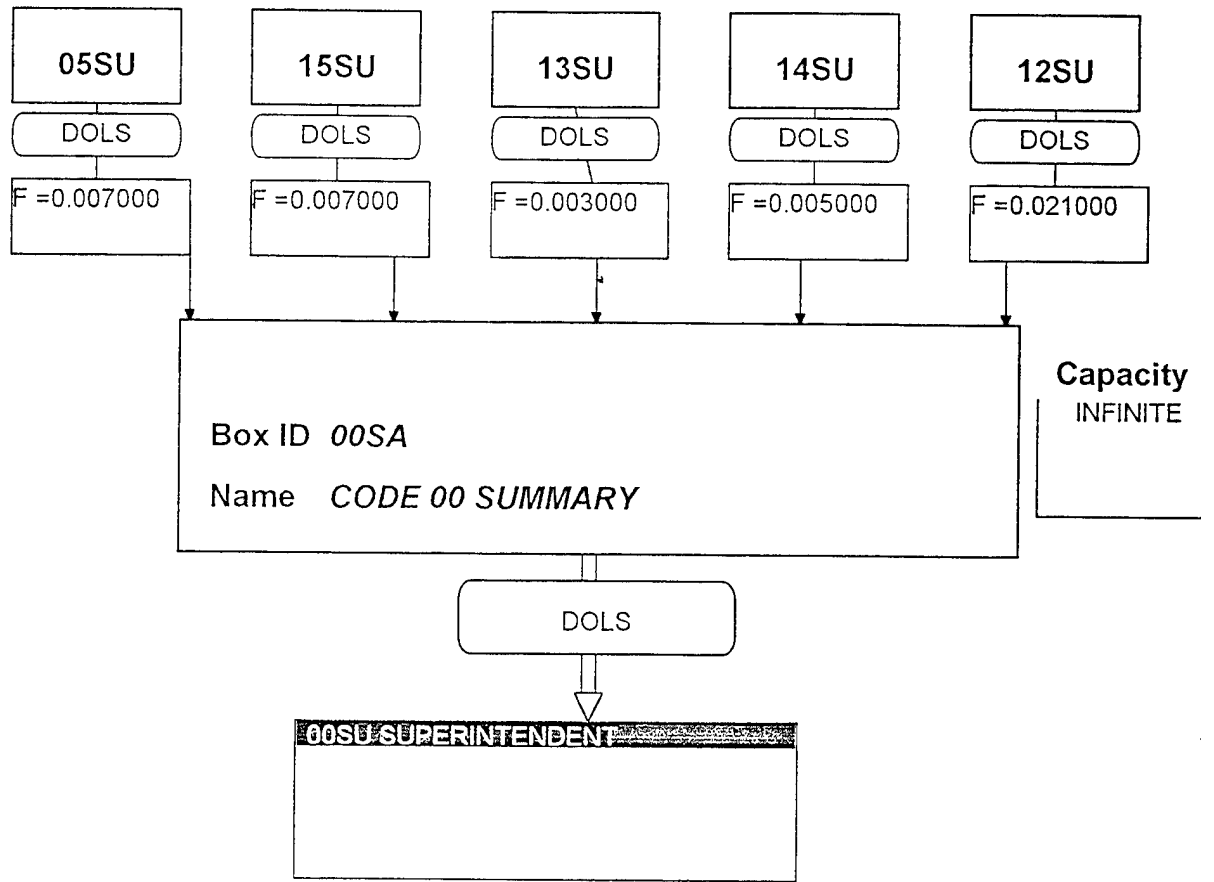 05SU
15SU
13SU
14SU
12SU
DOLS
DOLS
DOLS
DOLS
DOLS
F =0.007000
F =0.007000
F =0.003000
F =0.005000
F =0.021000
Capacity
INFINITE
Box ID 00SA
Name CODE 00 SUMMARY
DOLS
00SU SUPERINTENDENT